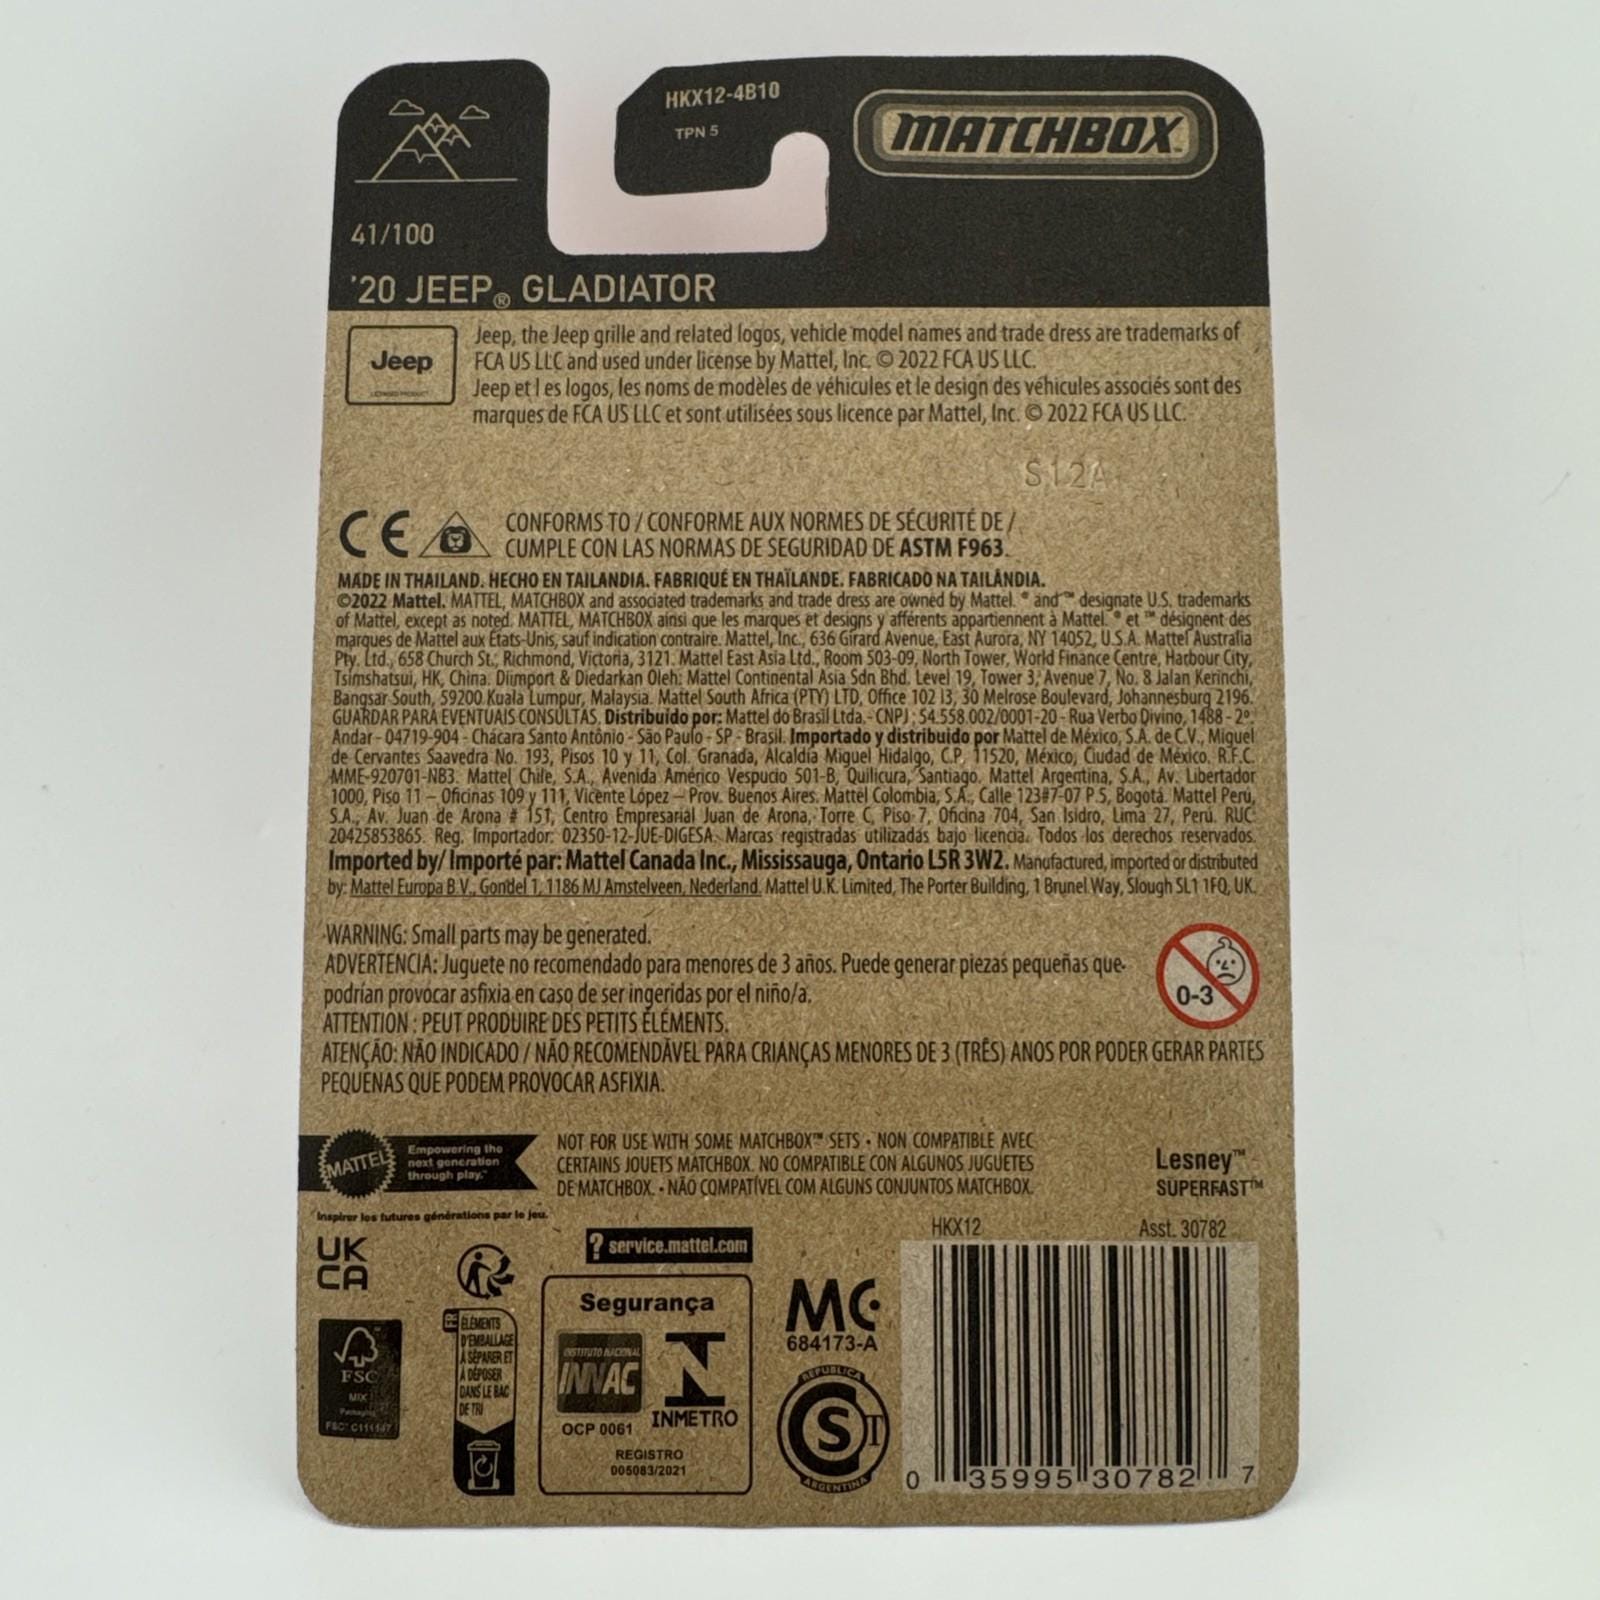 HKX12-4B10
TPN 5
MATCHBOX
41/100
'20 JEEP® GLADIATOR
Jeep
LICENSED PRODUCT
Jeep, the Jeep grille and related logos, vehicle model names and trade dress are trademarks of
FCA US LLC and used under license by Mattel, Inc. © 2022 FCA US LLC.
Jeep et l es logos, les noms de modèles de véhicules et le design des véhicules associés sont des
marques de FCA US LLC et sont utilisées sous licence par Mattel, Inc. © 2022 FCA US LLC.
S12A
CE
CONFORMS TO / CONFORME AUX NORMES DE SÉCURITÉ DE /
CUMPLE CON LAS NORMAS DE SEGURIDAD DE ASTM F963.
MADE IN THAILAND. HECHO EN TAILANDIA. FABRIQUÉ EN THAÏLANDE. FABRICADO NA TAILÂNDIA.
©2022 Mattel. MATTEL, MATCHBOX and associated trademarks and trade dress are owned by Mattel. ® and ™ designate U.S. trademarks
of Mattel, except as noted. MATTEL, MATCHBOX ainsi que les marques et designs y afférents appartiennent à Mattel. ® et ™ désignent des
marques de Mattel aux États-Unis, sauf indication contraire. Mattel, Inc., 636 Girard Avenue, East Aurora, NY 14052, U.S.A. Mattel Australia
Pty. Ltd., 658 Church St., Richmond, Victoria, 3121. Mattel East Asia Ltd., Room 503-09, North Tower, World Finance Centre, Harbour City,
Tsimshatsui, HK, China. Diimport & Diedarkan Oleh: Mattel Continental Asia Sdn Bhd. Level 19, Tower 3, Avenue 7, No. 8 Jalan Kerinchi,
Bangsar South, 59200 Kuala Lumpur, Malaysia. Mattel South Africa (PTY) LTD, Office 102 I3, 30 Melrose Boulevard, Johannesburg 2196.
GUARDAR PARA EVENTUAIS CONSULTAS. Distribuido por: Mattel do Brasil Ltda.- CNPJ : 54.558.002/0001-20 - Rua Verbo Divino, 1488 - 2º.
Andar - 04719-904 - Chácara Santo Antônio - São Paulo - SP - Brasil. Importado y distribuido por Mattel de México, S.A. de C.V., Miguel
de Cervantes Saavedra No. 193, Pisos 10 y 11, Col. Granada, Alcaldía Miguel Hidalgo, C.P. 11520, México, Ciudad de México. R.F.C.
MME-920701-NB3. Mattel Chile, S.A., Avenida Américo Vespucio 501-B, Quilicura, Santiago. Mattel Argentina, S.A., Av. Libertador
1000, Piso 11 – Oficinas 109 y 111, Vicente López – Prov. Buenos Aires. Mattel Colombia, S.A., Calle 123#7-07 P.5, Bogotá. Mattel Perú,
S.A., Av. Juan de Arona # 151, Centro Empresarial Juan de Arona, Torre C, Piso 7, Oficina 704, San Isidro, Lima 27, Perú. RUC
20425853865. Reg. Importador: 02350-12-JUE-DIGESA. Marcas registradas utilizadas bajo licencia. Todos los derechos reservados.
Imported by/ Importé par: Mattel Canada Inc., Mississauga, Ontario L5R 3W2. Manufactured, imported or distributed
by: Mattel Europa B.V., Gondel 1, 1186 MJ Amstelveen, Nederland. Mattel U.K. Limited, The Porter Building, 1 Brunel Way, Slough SL1 1FQ, UK.
WARNING: Small parts may be generated.
ADVERTENCIA: Juguete no recomendado para menores de 3 años. Puede generar piezas pequeñas que
podrían provocar asfixia en caso de ser ingeridas por el niño/a.
ATTENTION : PEUT PRODUIRE DES PETITS ÉLÉMENTS.
ATENÇÃO: NÃO INDICADO / NÃO RECOMENDÁVEL PARA CRIANÇAS MENORES DE 3 (TRÊS) ANOS POR PODER GERAR PARTES
PEQUENAS QUE PODEM PROVOCAR ASFIXIA.
0-3
MATTEL
Empowering the
next generation
through play.™
Inspirer les futures générations par le jeu.
NOT FOR USE WITH SOME MATCHBOX™ SETS • NON COMPATIBLE AVEC
CERTAINS JOUETS MATCHBOX. NO COMPATIBLE CON ALGUNOS JUGUETES
DE MATCHBOX. • NÃO COMPATÍVEL COM ALGUNS CONJUNTOS MATCHBOX.
Lesney™
SUPERFAST™
UK
CA
FSC
MIX
Packaging
FR
ÉLÉMENTS
D'EMBALLAGE
À SÉPARER ET
À DÉPOSER
DANS LE BAC
DE TRI
? service.mattel.com
Segurança
INSTITUTO NACIONAL
INNAC
OCP 0061
INMETRO
REGISTRO
005083/2021
MC
684173-A
REPUBLICA
S T
ARGENTINA
HKX12
Asst. 30782
0 35995 30782 7